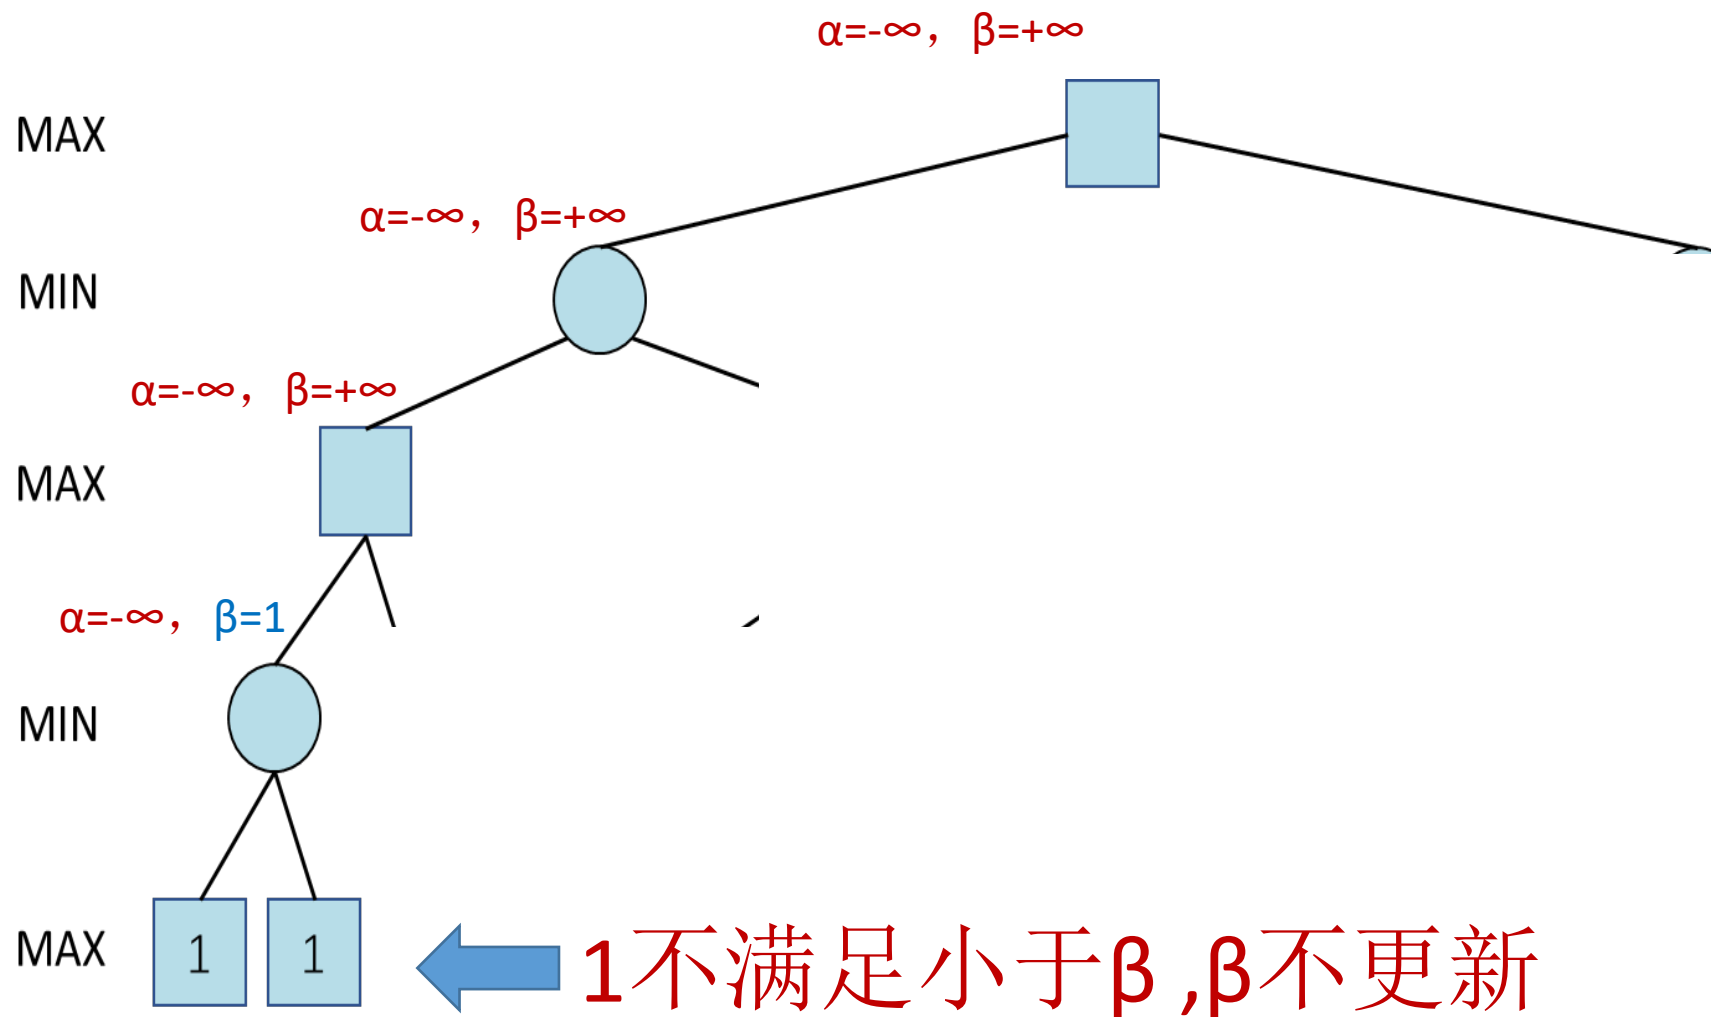 α=-∞，β=+∞
MAX
α=-∞，β=+∞
MIN
α=-∞，β=+∞
MAX
α=-∞，β=1
MIN
MAX 1 1 1不满足小于β ,β不更新